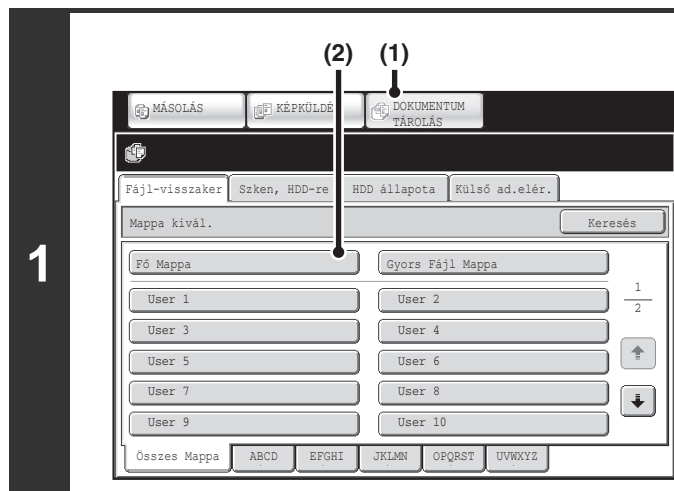 1
(2) (1)
MÁSOLÁS KÉPKÜLDÉ DOKUMENTUM
TÁROLÁS
Fájl-visszaker Szken, HDD-re HDD állapota Külső ad.elér.
Mappa kivál. Keresés
Fő Mappa Gyors Fájl Mappa
User 1 User 2 1
2
User 3 User 4
User 5 User 6
User 7 User 8
User 9 User 10
Összes Mappa ABCD EFGHI JKLMN OPQRST UVWXYZ